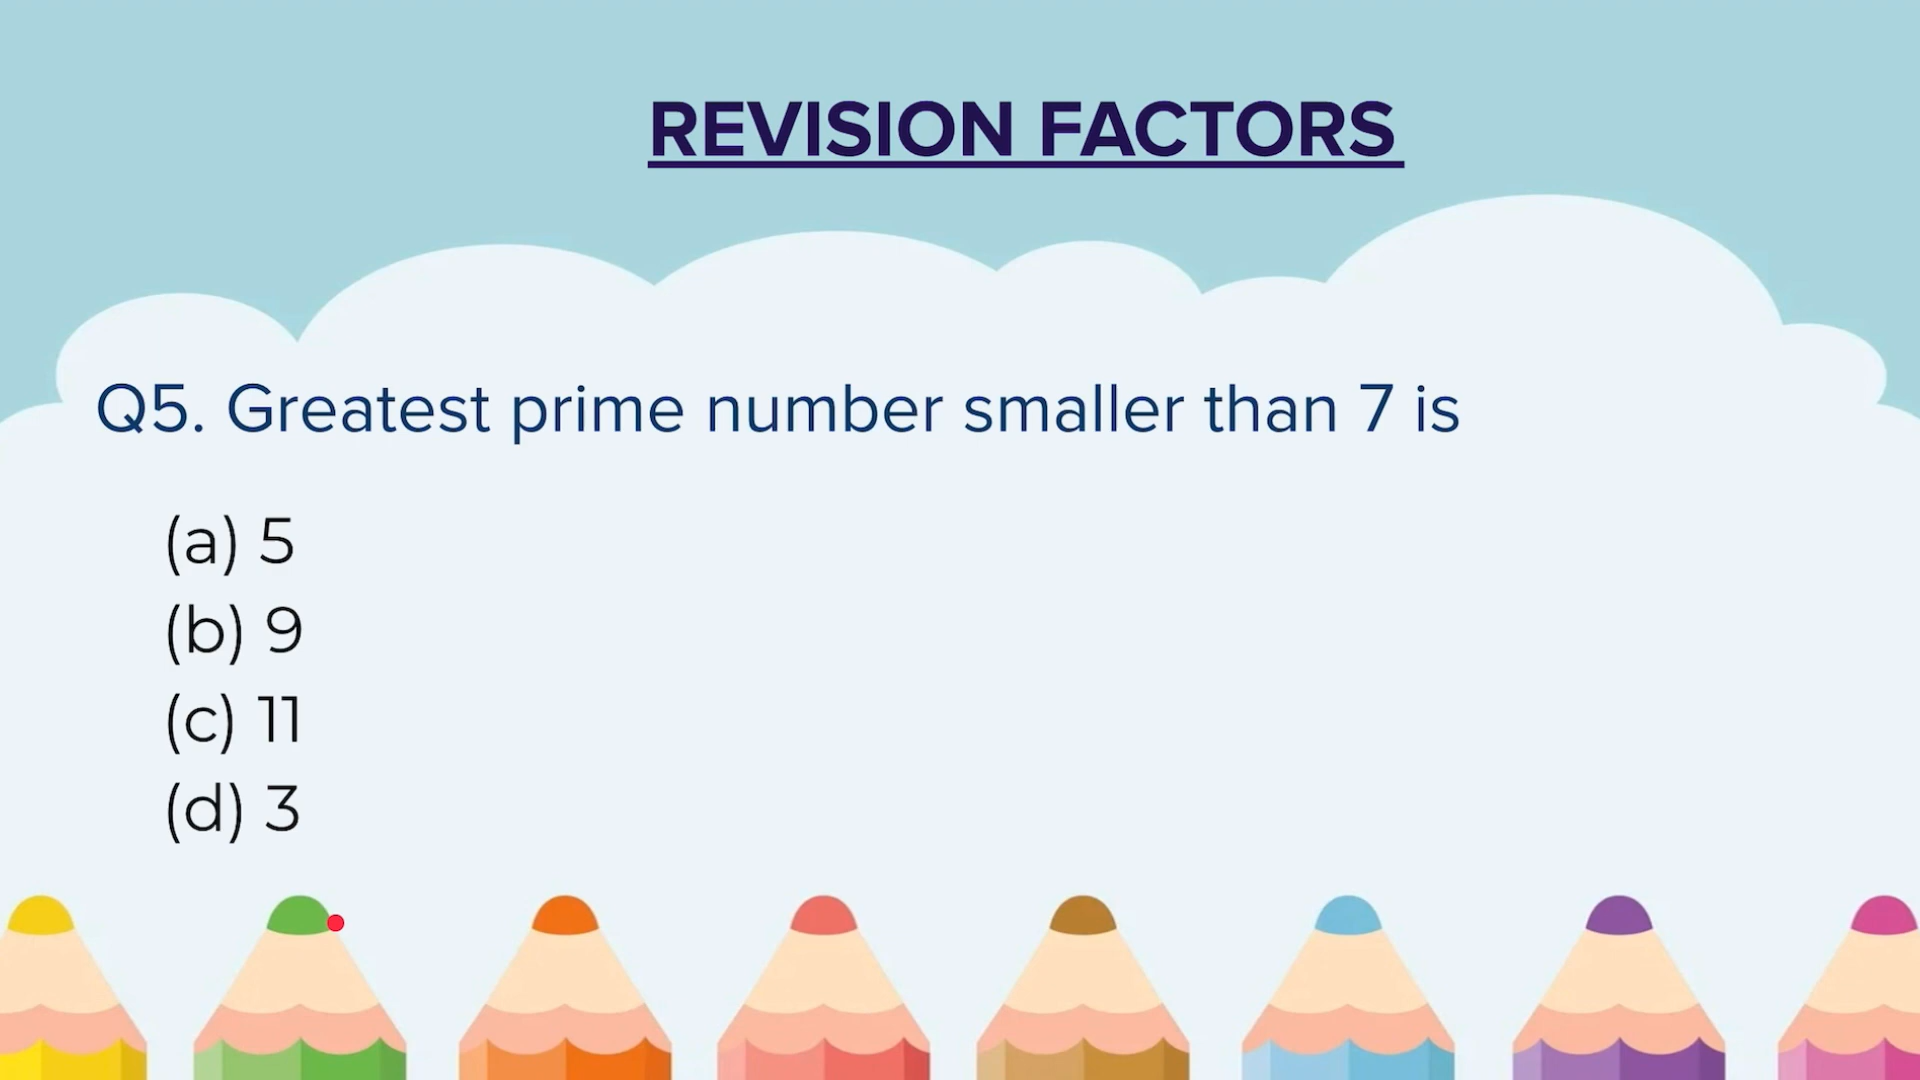 REVISION FACTORS
Q5. Greatest prime number smaller than 7 is
(a) 5
(b) 9
(c) 11
(d) 3